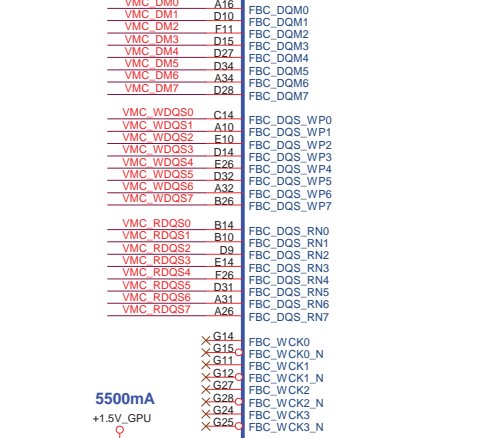 VMC_DM0 A16 FBC_DQM0
VMC_DM1 D10 FBC_DQM1
VMC_DM2 F11 FBC_DQM2
VMC_DM3 D15 FBC_DQM3
VMC_DM4 D27 FBC_DQM4
VMC_DM5 D34 FBC_DQM5
VMC_DM6 A34 FBC_DQM6
VMC_DM7 D28 FBC_DQM7
VMC_WDQS0 C14 FBC_DQS_WP0
VMC_WDQS1 A10 FBC_DQS_WP1
VMC_WDQS2 E10 FBC_DQS_WP2
VMC_WDQS3 D14 FBC_DQS_WP3
VMC_WDQS4 E26 FBC_DQS_WP4
VMC_WDQS5 D32 FBC_DQS_WP5
VMC_WDQS6 A32 FBC_DQS_WP6
VMC_WDQS7 B26 FBC_DQS_WP7
VMC_RDQS0 B14 FBC_DQS_RN0
VMC_RDQS1 B10 FBC_DQS_RN1
VMC_RDQS2 D9 FBC_DQS_RN2
VMC_RDQS3 E14 FBC_DQS_RN3
VMC_RDQS4 F26 FBC_DQS_RN4
VMC_RDQS5 D31 FBC_DQS_RN5
VMC_RDQS6 A31 FBC_DQS_RN6
VMC_RDQS7 A26 FBC_DQS_RN7
G14 FBC_WCK0
G15 FBC_WCK0_N
G11 FBC_WCK1
G12 FBC_WCK1_N
G27 FBC_WCK2
G28 FBC_WCK2_N
G24 FBC_WCK3
G25 FBC_WCK3_N
5500mA
+1.5V_GPU